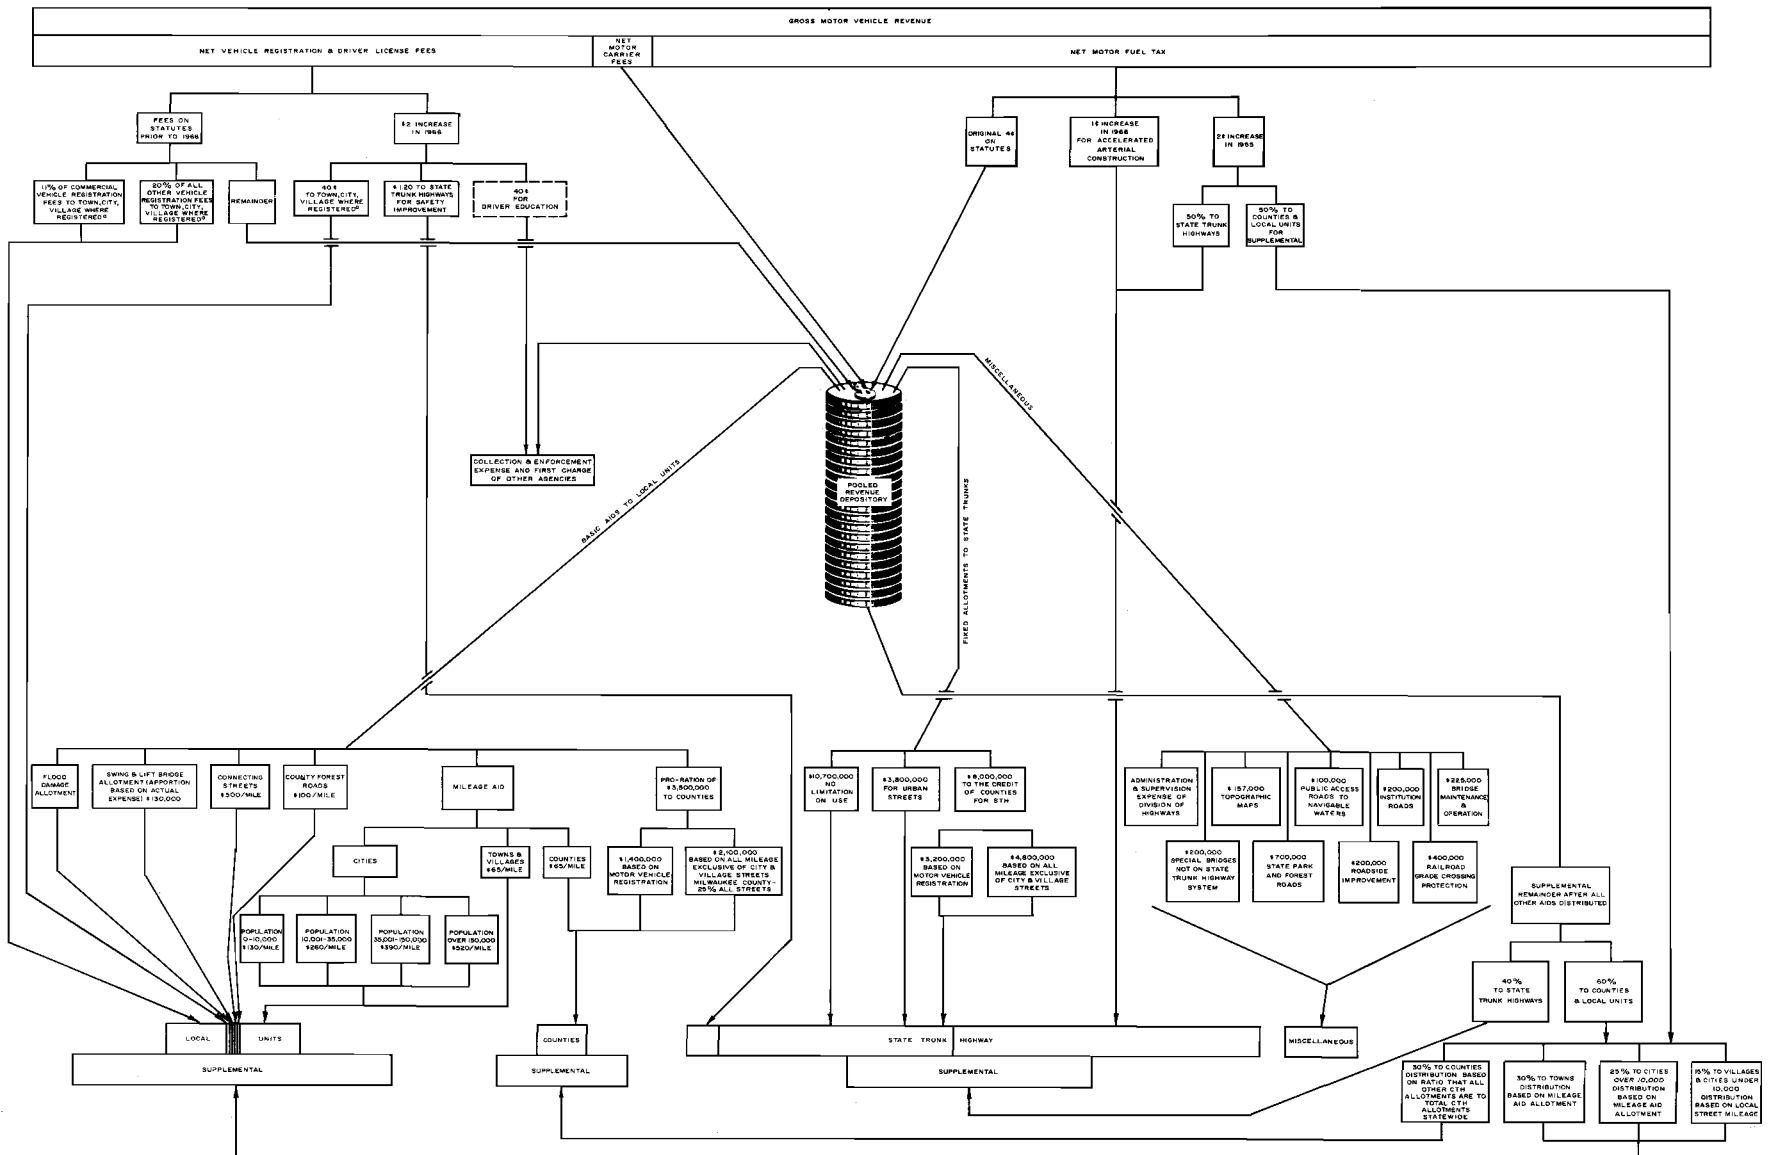 GROSS MOTOR VEHICLE REVENUE
NET VEHICLE REGISTRATION & DRIVER LICENSE FEES
NET
MOTOR
CARRIER
FEES
NET MOTOR FUEL TAX
FEES ON
STATUTES
PRIOR TO 1966
$2 INCREASE
IN 1966
ORIGINAL 4¢
ON
STATUTES
1¢ INCREASE
IN 1966
FOR ACCELERATED
ARTERIAL
CONSTRUCTION
2¢ INCREASE
IN 1955
11% OF COMMERCIAL
VEHICLE REGISTRATION
FEES TO TOWN, CITY,
VILLAGE WHERE
REGISTERED
20% OF ALL
OTHER VEHICLE
REGISTRATION FEES
TO TOWN, CITY,
VILLAGE WHERE
REGISTERED
REMAINDER
40¢
TO TOWN, CITY,
VILLAGE WHERE
REGISTERED
$1.20 TO STATE
TRUNK HIGHWAYS
FOR SAFETY
IMPROVEMENT
40¢
FOR
DRIVER EDUCATION
50% TO
STATE TRUNK
HIGHWAYS
50% TO
COUNTIES &
LOCAL UNITS
FOR
SUPPLEMENTAL
MISCELLANEOUS
COLLECTION & ENFORCEMENT
EXPENSE AND FIRST CHARGE
OF OTHER AGENCIES
BASIC AIDS TO LOCAL UNITS
POOLED
REVENUE
DEPOSITORY
FIXED ALLOTMENTS TO STATE TRUNKS
FLOOD
DAMAGE
ALLOTMENT
SWING & LIFT BRIDGE
ALLOTMENT (APPORTION
BASED ON ACTUAL
EXPENSE) $130,000
CONNECTING
STREETS
$500/MILE
COUNTY FOREST
ROADS
$100/MILE
MILEAGE AID
PRO-RATION OF
$3,500,000
TO COUNTIES
$10,700,000
NO
LIMITATION
ON USE
$3,800,000
FOR URBAN
STREETS
$8,000,000
TO THE CREDIT
OF COUNTIES
FOR STH
ADMINISTRATION
& SUPERVISION
EXPENSE OF
DIVISION OF
HIGHWAYS
$157,000
TOPOGRAPHIC
MAPS
$100,000
PUBLIC ACCESS
ROADS TO
NAVIGABLE
WATERS
$200,000
INSTITUTION
ROADS
$225,000
BRIDGE
MAINTENANCE
&
OPERATION
CITIES
TOWNS &
VILLAGES
$65/MILE
COUNTIES
$65/MILE
$1,400,000
BASED ON
MOTOR VEHICLE
REGISTRATION
$2,100,000
BASED ON ALL MILEAGE
EXCLUSIVE OF CITY &
VILLAGE STREETS
MILWAUKEE COUNTY-
25% ALL STREETS
$3,200,000
BASED ON
MOTOR VEHICLE
REGISTRATION
$4,800,000
BASED ON ALL
MILEAGE EXCLUSIVE
OF CITY & VILLAGE
STREETS
$200,000
SPECIAL BRIDGES
NOT ON STATE
TRUNK HIGHWAY
SYSTEM
$700,000
STATE PARK
AND FOREST
ROADS
$200,000
ROADSIDE
IMPROVEMENT
$400,000
RAILROAD
GRADE CROSSING
PROTECTION
SUPPLEMENTAL
REMAINDER AFTER ALL
OTHER AIDS DISTRIBUTED
POPULATION
0-10,000
$130/MILE
POPULATION
10,001-35,000
$260/MILE
POPULATION
35,001-150,000
$390/MILE
POPULATION
OVER 150,000
$520/MILE
40%
TO STATE
TRUNK HIGHWAYS
60%
TO COUNTIES
& LOCAL UNITS
LOCAL UNITS
COUNTIES
STATE TRUNK HIGHWAY
MISCELLANEOUS
SUPPLEMENTAL
SUPPLEMENTAL
SUPPLEMENTAL
30% TO COUNTIES
DISTRIBUTION BASED
ON RATIO THAT ALL
OTHER CTH
ALLOTMENTS ARE TO
TOTAL CTH
ALLOTMENTS
STATEWIDE
30% TO TOWNS
DISTRIBUTION
BASED ON MILEAGE
AID ALLOTMENT
25% TO CITIES
OVER 10,000
DISTRIBUTION
BASED ON
MILEAGE AID
ALLOTMENT
15% TO VILLAGES
& CITIES UNDER
10,000
DISTRIBUTION
BASED ON LOCAL
STREET MILEAGE